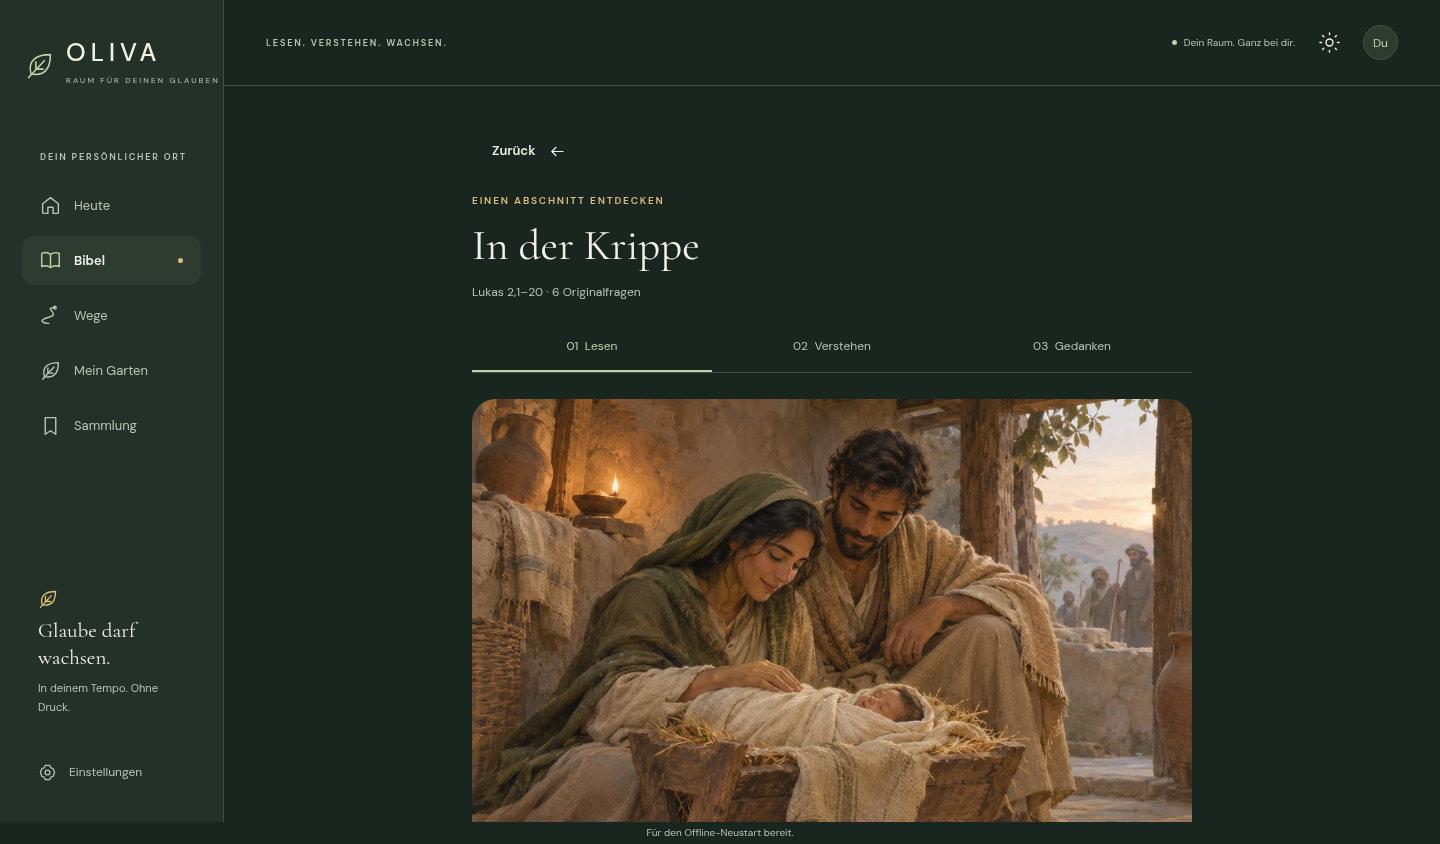 OLIVA
RAUM FÜR DEINEN GLAUBEN
LESEN. VERSTEHEN. WACHSEN.
Dein Raum. Ganz bei dir.
Du
DEIN PERSÖNLICHER ORT
Heute
Bibel
Wege
Mein Garten
Sammlung
Glaube darf
wachsen.
In deinem Tempo. Ohne
Druck.
Einstellungen
Zurück
EINEN ABSCHNITT ENTDECKEN
In der Krippe
Lukas 2,1–20 · 6 Originalfragen
01 Lesen
02 Verstehen
03 Gedanken
Für den Offline-Neustart bereit.